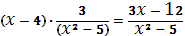 (x − 4) · 3/(x² − 5) = 3x − 12/x² − 5